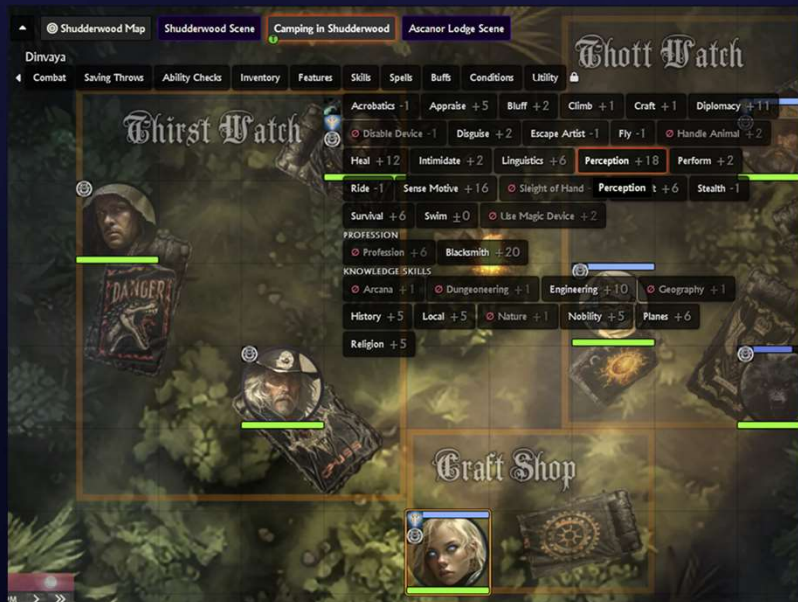 Shudderwood Map Shudderwood Scene Camping in Shudderwood Ascanor Lodge Scene
Dinvaya
Combat Saving Throws Ability Checks Inventory Features Skills Spells Buffs Conditions Utility
Thirst Watch
Thott Watch
Acrobatics -1 Appraise +5 Bluff +2 Climb +1 Craft +1 Diplomacy +11
Disable Device -1 Disguise +2 Escape Artist -1 Fly -1 Handle Animal +2
Heal +12 Intimidate +2 Linguistics +6 Perception +18 Perform +2
Ride -1 Sense Motive +16 Sleight of Hand Perception t +6 Stealth -1
Survival +6 Swim ±0 Use Magic Device +2
PROFESSION
Profession +6 Blacksmith +20
KNOWLEDGE SKILLS
Arcana +1 Dungeoneering +1 Engineering +10 Geography +1
History +5 Local +5 Nature +1 Nobility +5 Planes +6
Religion +5
DANGER
Craft Shop